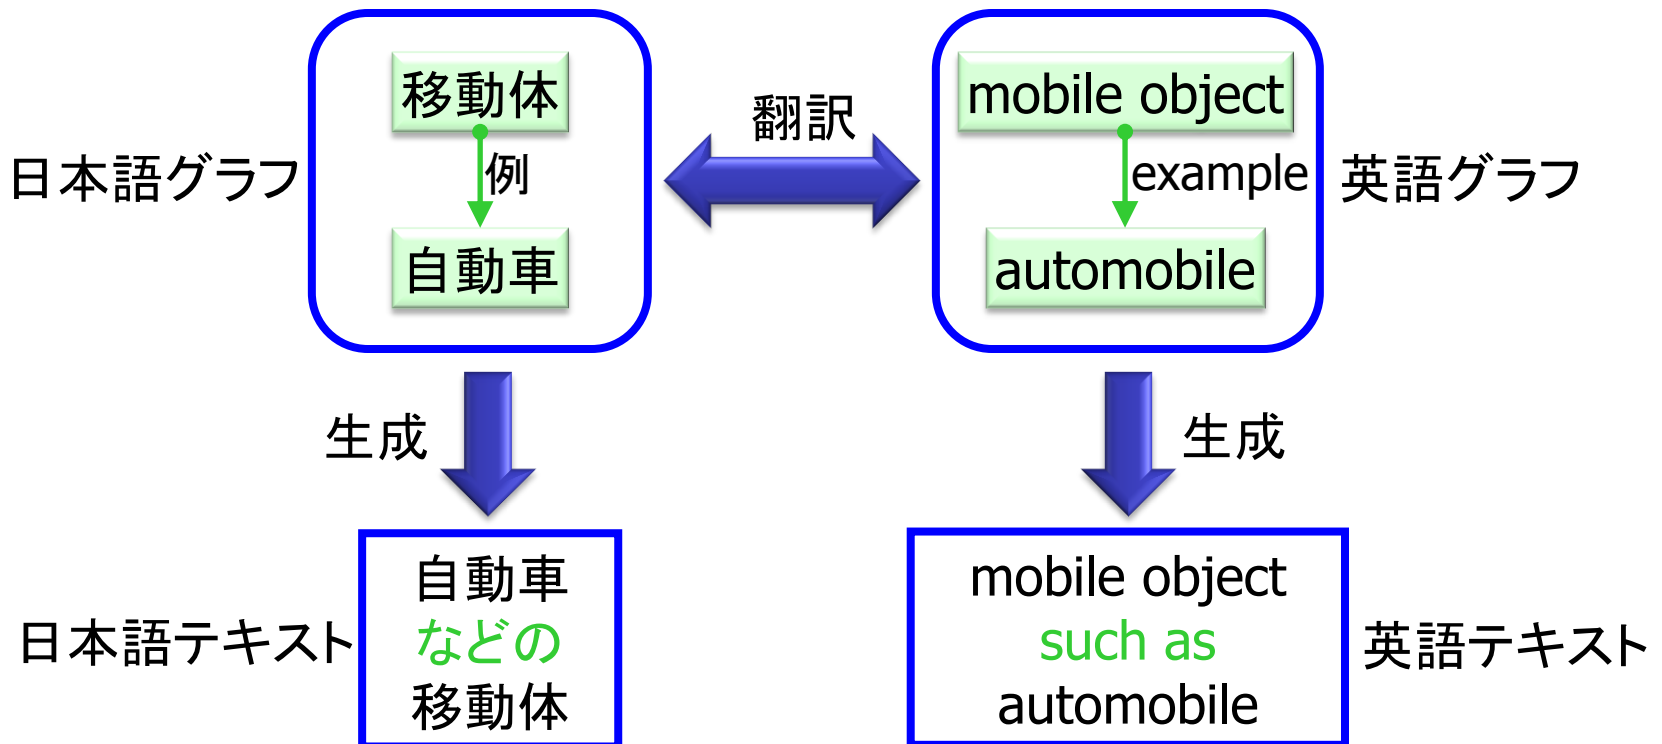 移動体
例
自動車
日本語グラフ
翻訳
mobile object
example
automobile
英語グラフ
生成
生成
日本語テキスト
自動車
などの
移動体
mobile object
such as
automobile
英語テキスト